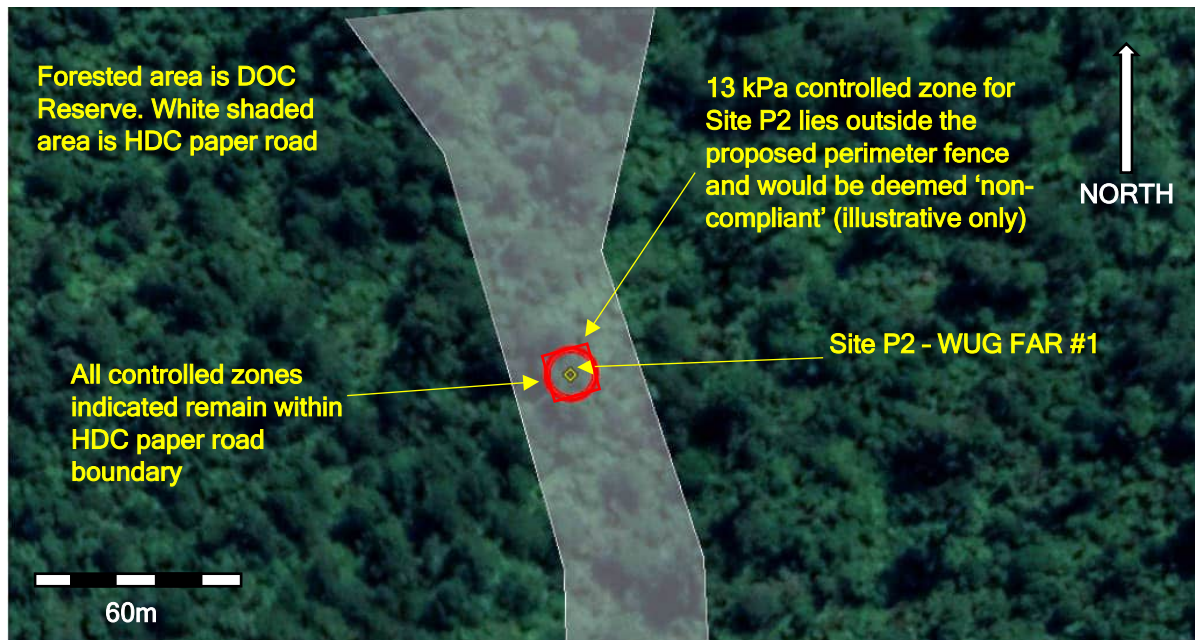 Forested area is DOC
Reserve. White shaded
area is HDC paper road
13 kPa controlled zone for
Site P2 lies outside the
proposed perimeter fence
and would be deemed ‘non-
compliant’ (illustrative only)
NORTH
Site P2 - WUG FAR #1
All controlled zones
indicated remain within
HDC paper road
boundary
60m